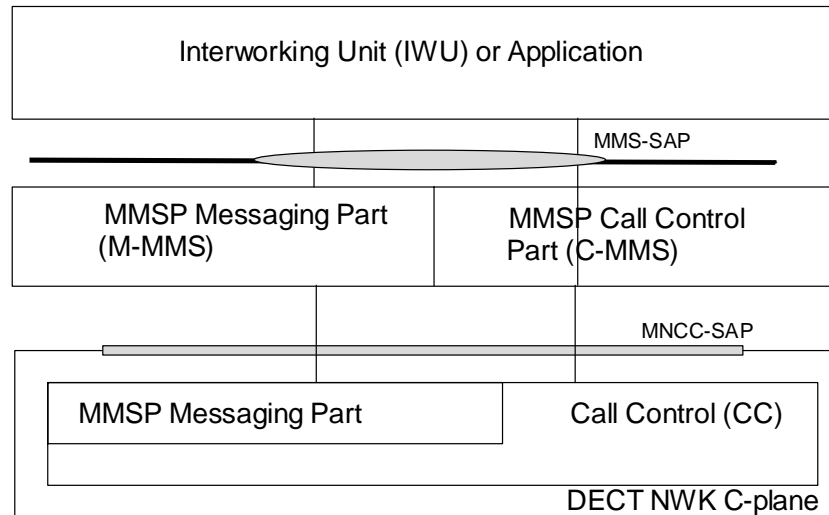 Interworking Unit (IWU) or Application
MMS-SAP
MMSP Messaging Part
(M-MMS)
MMSP Call Control
Part (C-MMS)
MNCC-SAP
MMSP Messaging Part
Call Control (CC)
DECT NWK C-plane